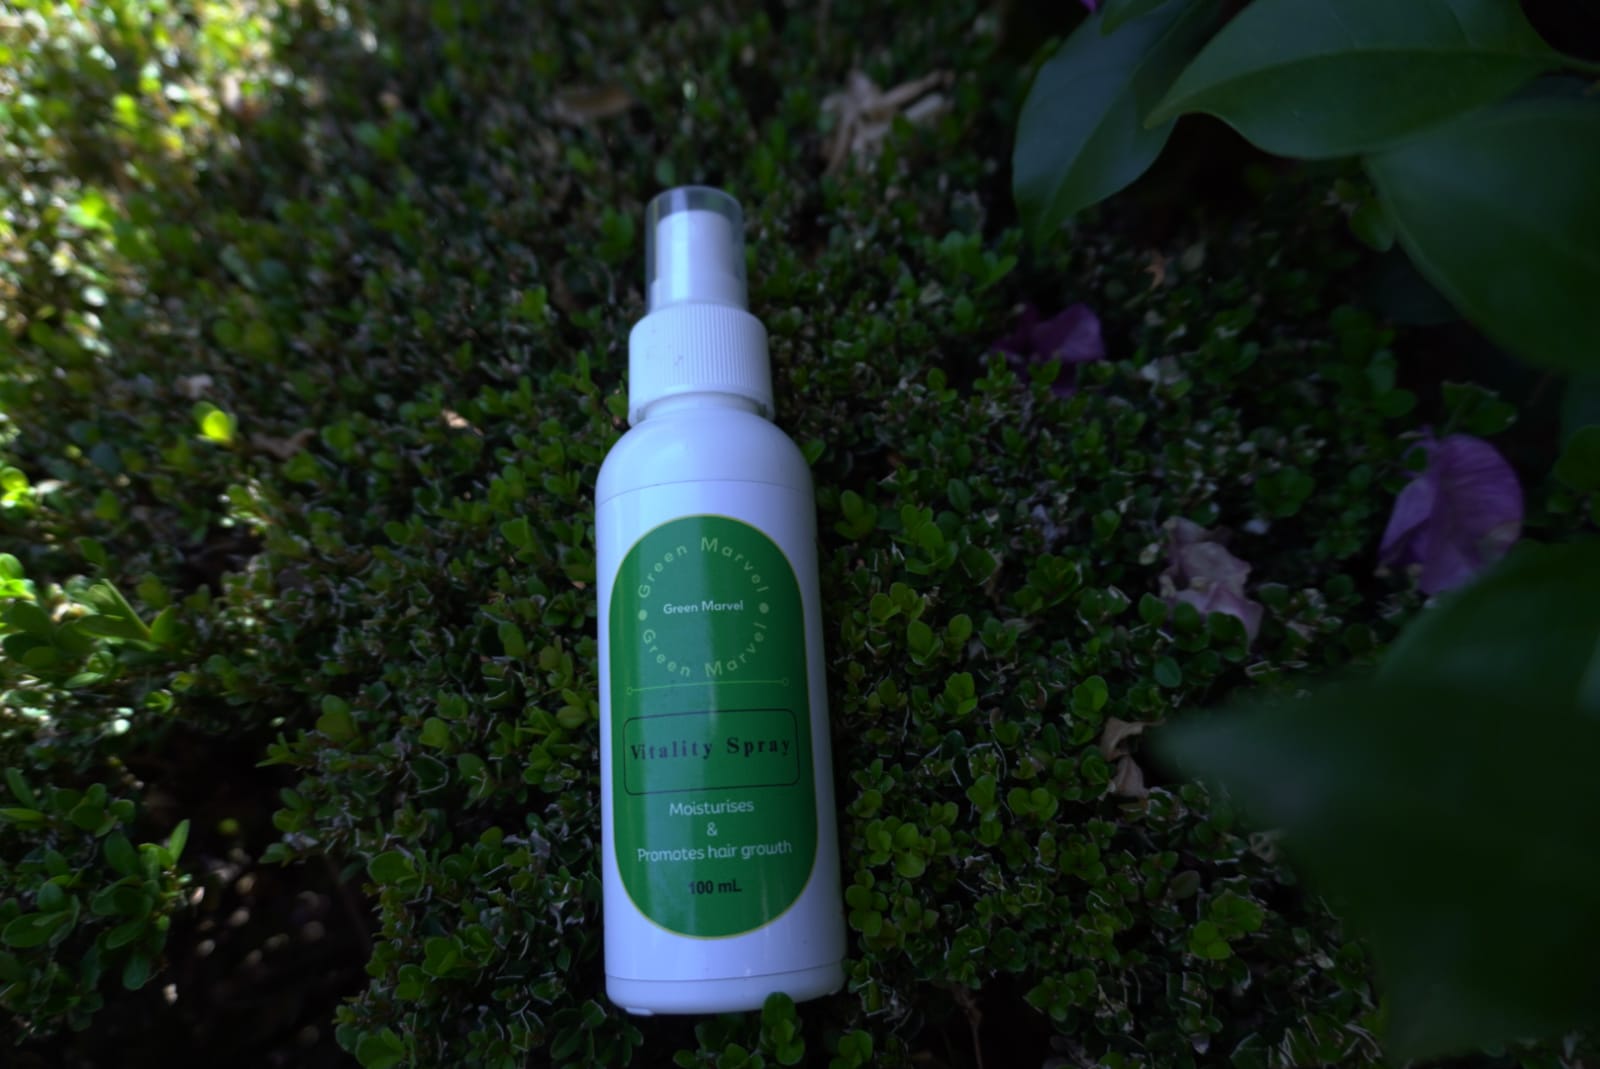 Green Marvel
Green Marvel
Green Marvel
Vitality Spray
Moisturises
&
Promotes hair growth
100 mL